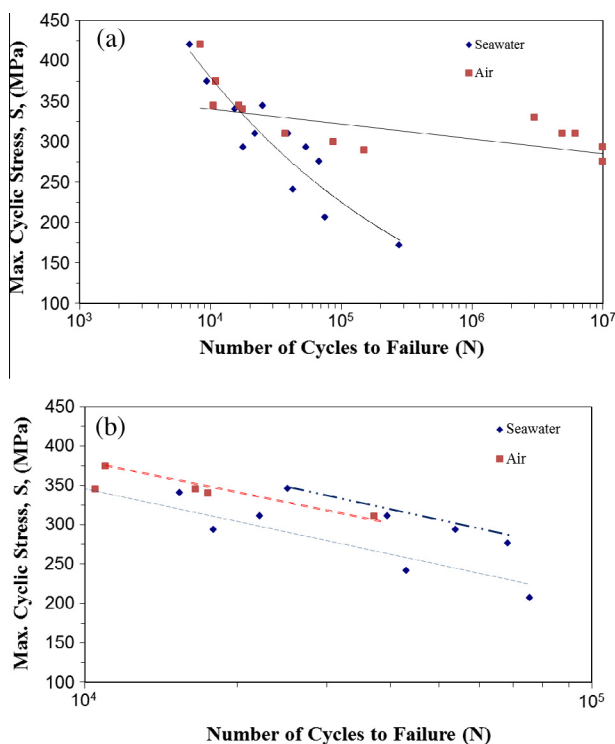 (a)
Seawater
Air
Max. Cyclic Stress, S, (MPa)
450
400
350
300
250
200
150
100
10³ 10⁴ 10⁵ 10⁶ 10⁷
Number of Cycles to Failure (N)
(b)
Seawater
Air
Max. Cyclic Stress, S, (MPa)
450
400
350
300
250
200
150
100
10⁴ 10⁵
Number of Cycles to Failure (N)